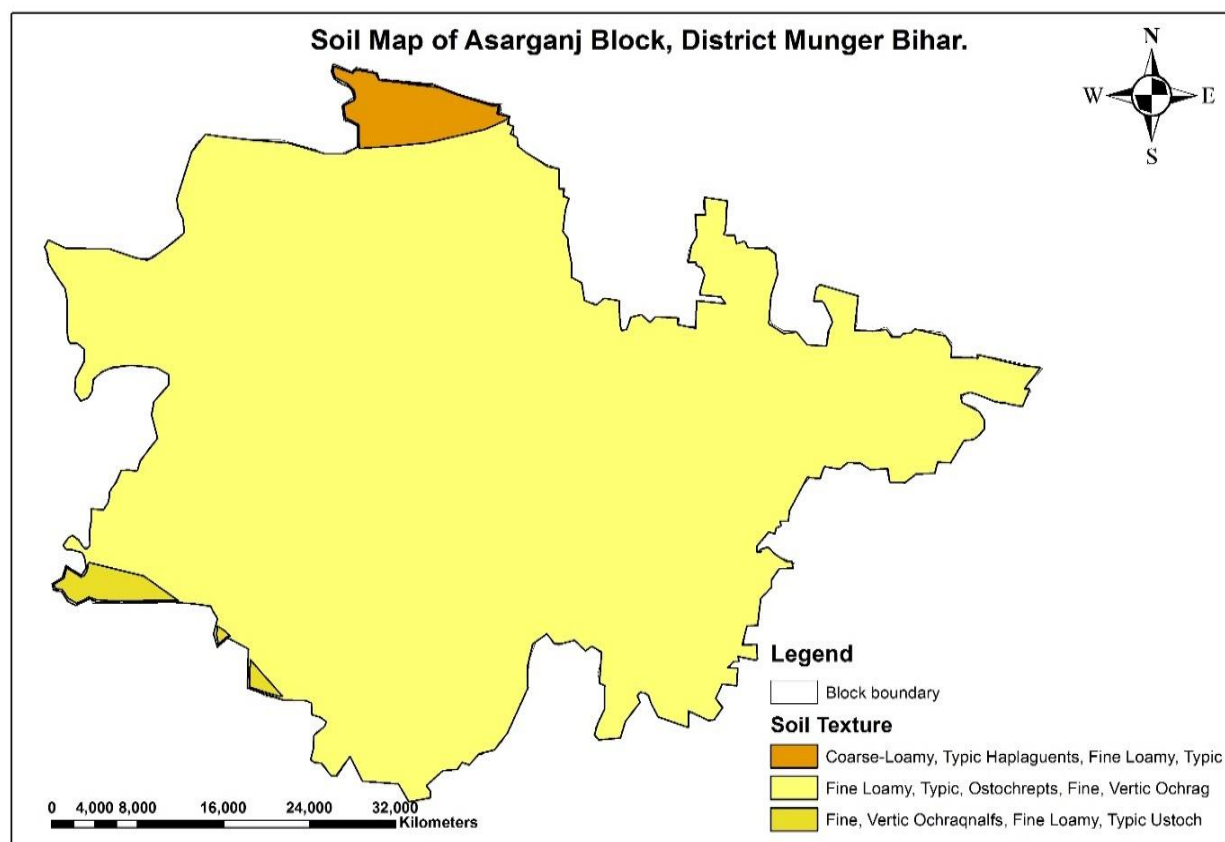 Soil Map of Asarganj Block, District Munger Bihar.
N
W E
S
Legend
Block boundary
Soil Texture
Coarse-Loamy, Typic Haplaguents, Fine Loamy, Typic
Fine Loamy, Typic, Ostochrepts, Fine, Vertic Ochrag
Fine, Vertic Ochraqnalfs, Fine Loamy, Typic Ustoch
0 4,000 8,000 16,000 24,000 32,000
Kilometers